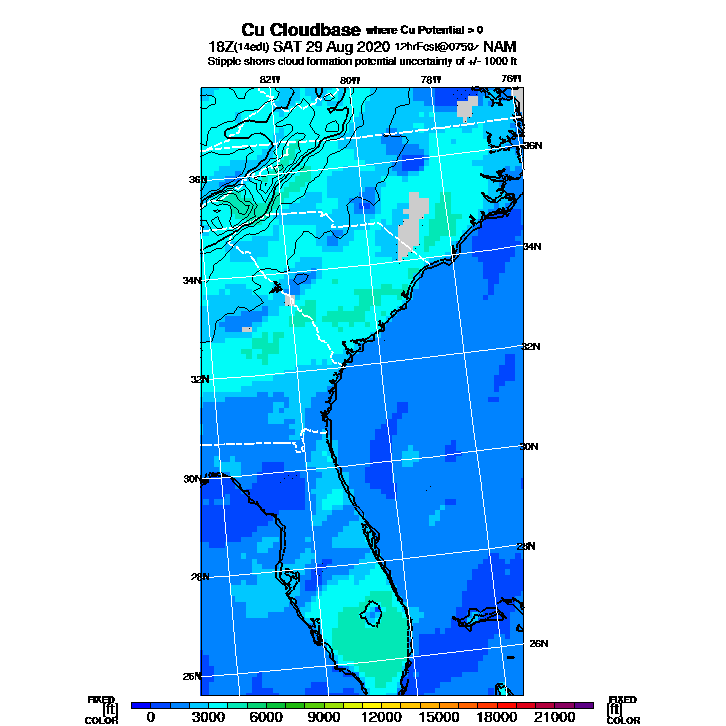 Cu Cloudbase where Cu Potential > 0
18Z(14edt) SAT 29 Aug 2020 12hrFcst@0750z NAM
Stipple shows cloud formation potential uncertainty of +/- 1000 ft
82W 80W 78W 76W
36N
36N
34N
34N
32N
32N
30N
30N
28N
28N
26N
26N
FIXED FIXED
[ft] [ft]
COLOR COLOR
0 3000 6000 9000 12000 15000 18000 21000